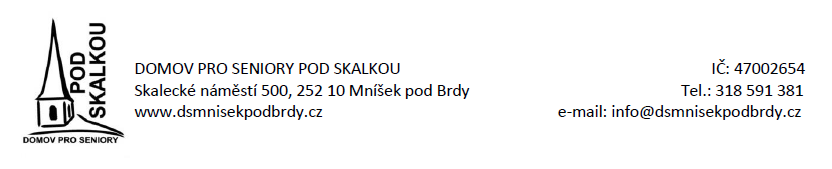 POD
SKALKOU
DOMOV PRO SENIORY
DOMOV PRO SENIORY POD SKALKOU
Skalecké náměstí 500, 252 10 Mníšek pod Brdy
www.dsmnisekpodbrdy.cz
IČ: 47002654
Tel.: 318 591 381
e-mail: info@dsmnisekpodbrdy.cz